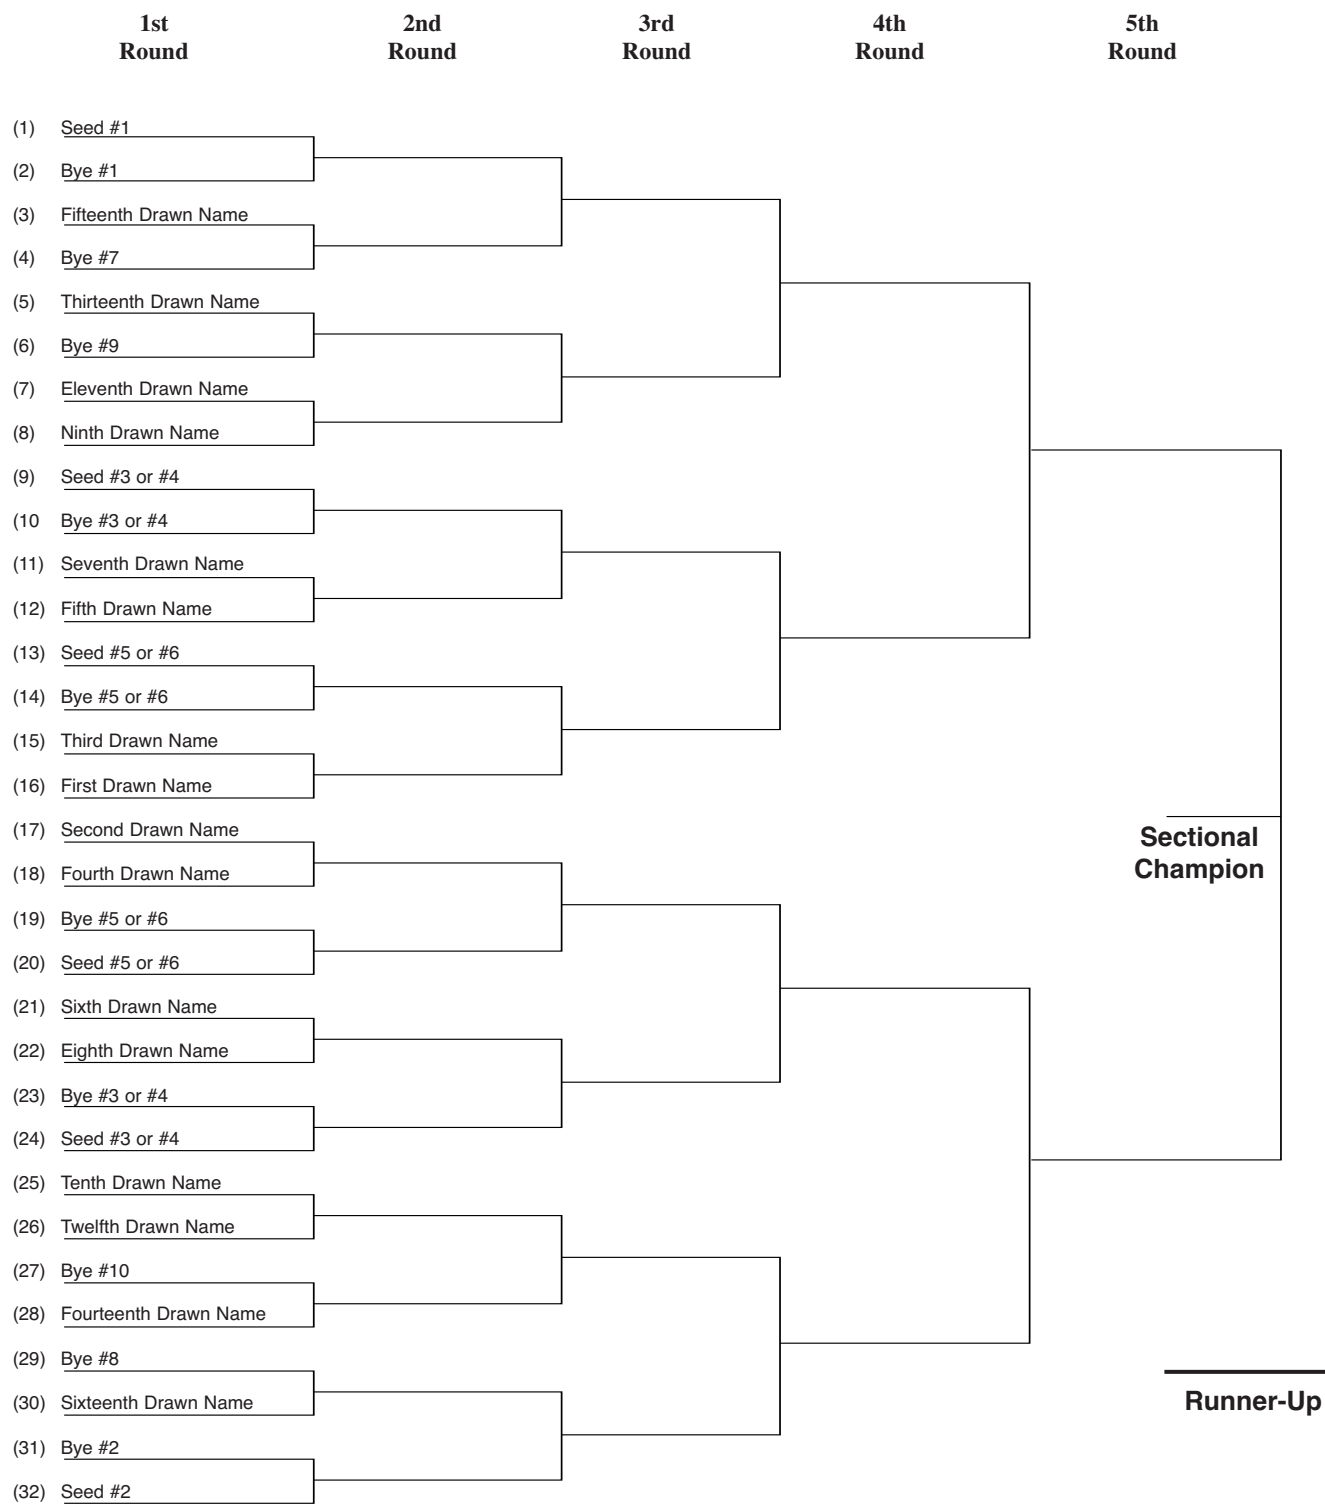 1st 2nd 3rd 4th 5th
Round Round Round Round Round
(1) Seed #1
(2) Bye #1
(3) Fifteenth Drawn Name
(4) Bye #7
(5) Thirteenth Drawn Name
(6) Bye #9
(7) Eleventh Drawn Name
(8) Ninth Drawn Name
(9) Seed #3 or #4
(10 Bye #3 or #4
(11) Seventh Drawn Name
(12) Fifth Drawn Name
(13) Seed #5 or #6
(14) Bye #5 or #6
(15) Third Drawn Name
(16) First Drawn Name
(17) Second Drawn Name
Sectional
Champion
(18) Fourth Drawn Name
(19) Bye #5 or #6
(20) Seed #5 or #6
(21) Sixth Drawn Name
(22) Eighth Drawn Name
(23) Bye #3 or #4
(24) Seed #3 or #4
(25) Tenth Drawn Name
(26) Twelfth Drawn Name
(27) Bye #10
(28) Fourteenth Drawn Name
(29) Bye #8
(30) Sixteenth Drawn Name
Runner-Up
(31) Bye #2
(32) Seed #2